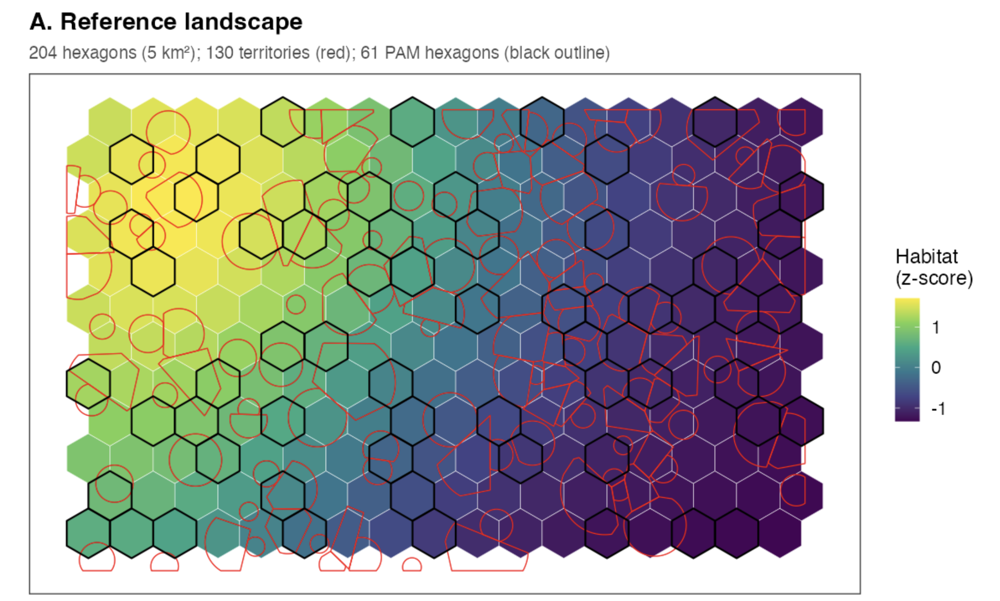 A. Reference landscape
204 hexagons (5 km²); 130 territories (red); 61 PAM hexagons (black outline)
Habitat
(z-score)
1
0
-1